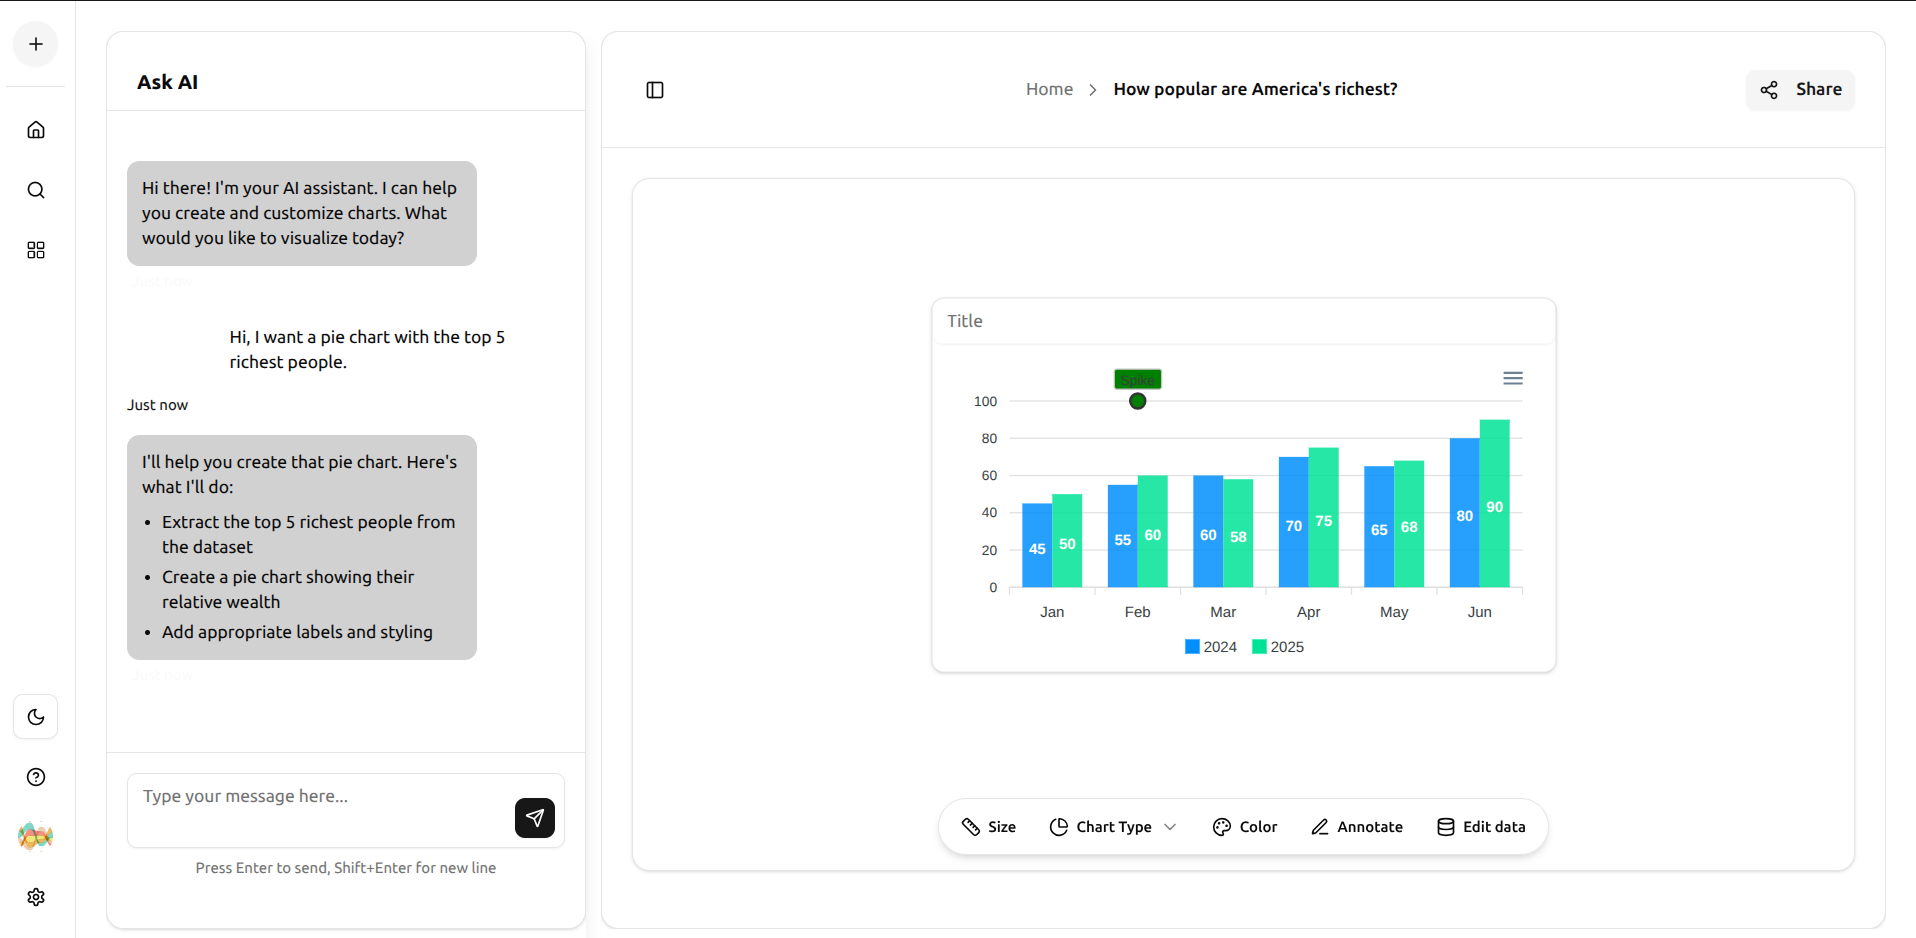 Ask AI
Hi there! I'm your AI assistant. I can help
you create and customize charts. What
would you like to visualize today?
Just now
Hi, I want a pie chart with the top 5
richest people.
Just now
I'll help you create that pie chart. Here's
what I'll do:
• Extract the top 5 richest people from
the dataset
• Create a pie chart showing their
relative wealth
• Add appropriate labels and styling
Just now
Type your message here...
Press Enter to send, Shift+Enter for new line
Home > How popular are America's richest?
Share
Title
Spike
100
80
60
40
20
0
45 50 55 60 60 58 70 75 65 68 80 90
Jan Feb Mar Apr May Jun
2024 2025
Size Chart Type Color Annotate Edit data